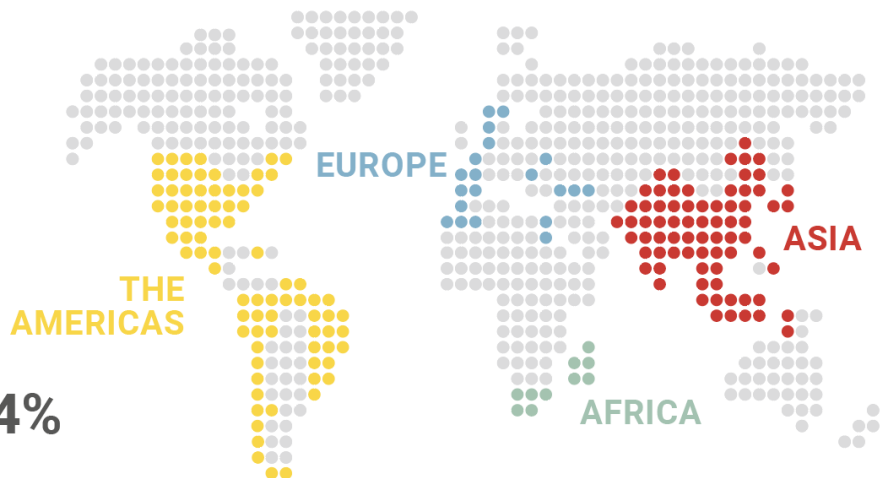 EUROPE
ASIA
THE
AMERICAS
4%
AFRICA